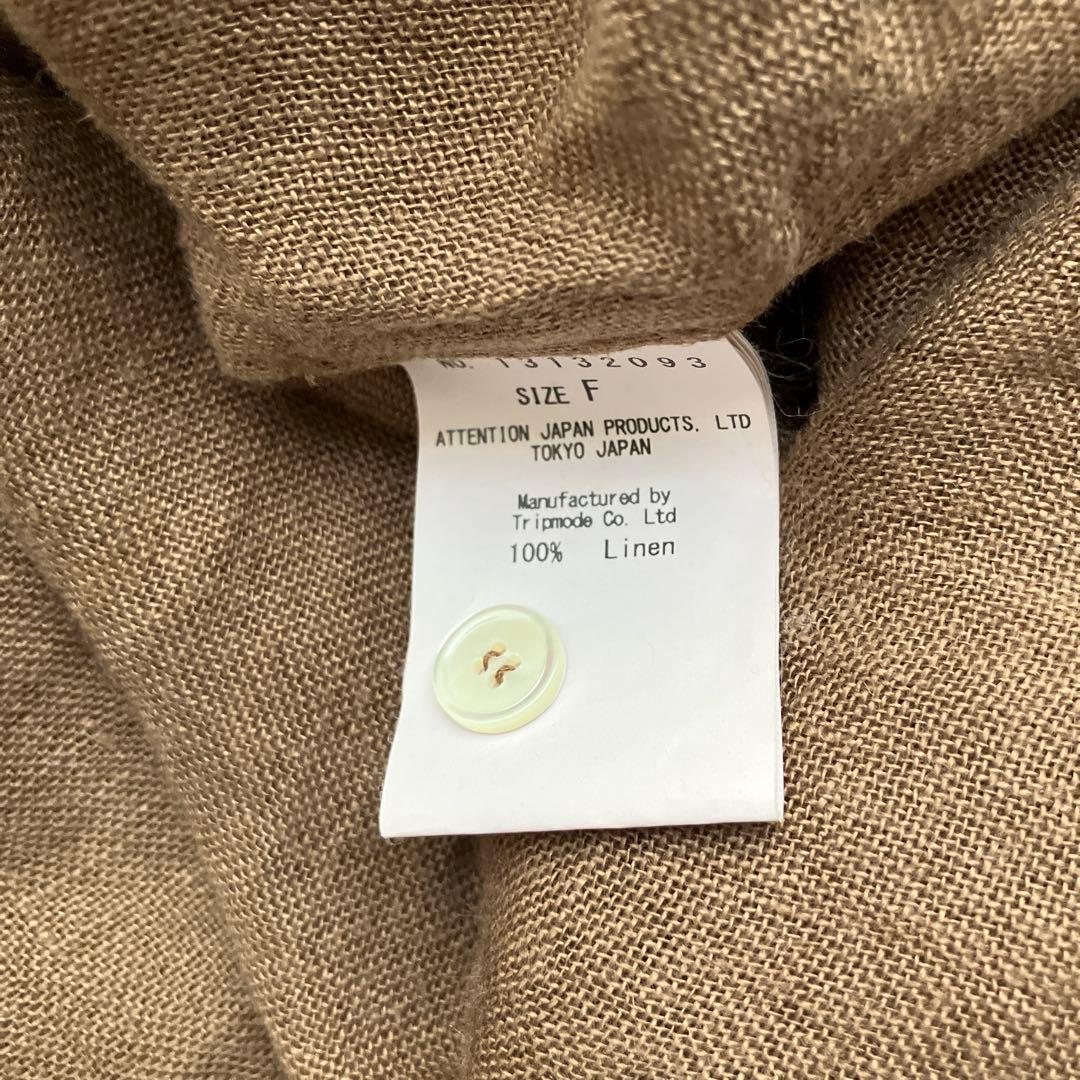 NO. 13132093
SIZE F
ATTENTION JAPAN PRODUCTS. LTD
TOKYO JAPAN
Manufactured by
Tripmode Co. Ltd
100% Linen